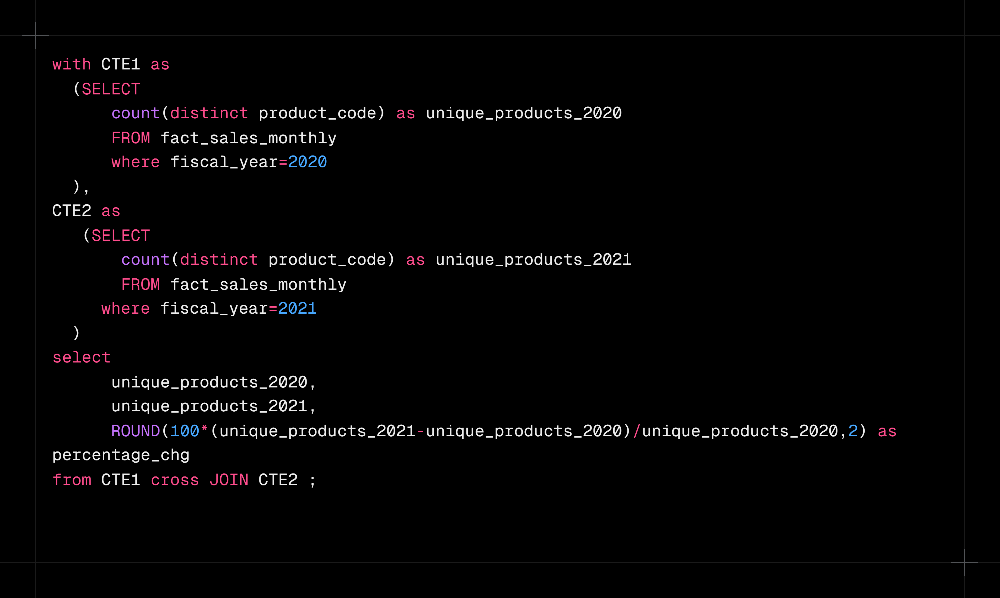 with CTE1 as
  (SELECT
      count(distinct product_code) as unique_products_2020
      FROM fact_sales_monthly
      where fiscal_year=2020
  ),
CTE2 as
   (SELECT
       count(distinct product_code) as unique_products_2021
       FROM fact_sales_monthly
     where fiscal_year=2021
  )
select
      unique_products_2020,
      unique_products_2021,
      ROUND(100*(unique_products_2021-unique_products_2020)/unique_products_2020,2) as
percentage_chg
from CTE1 cross JOIN CTE2 ;